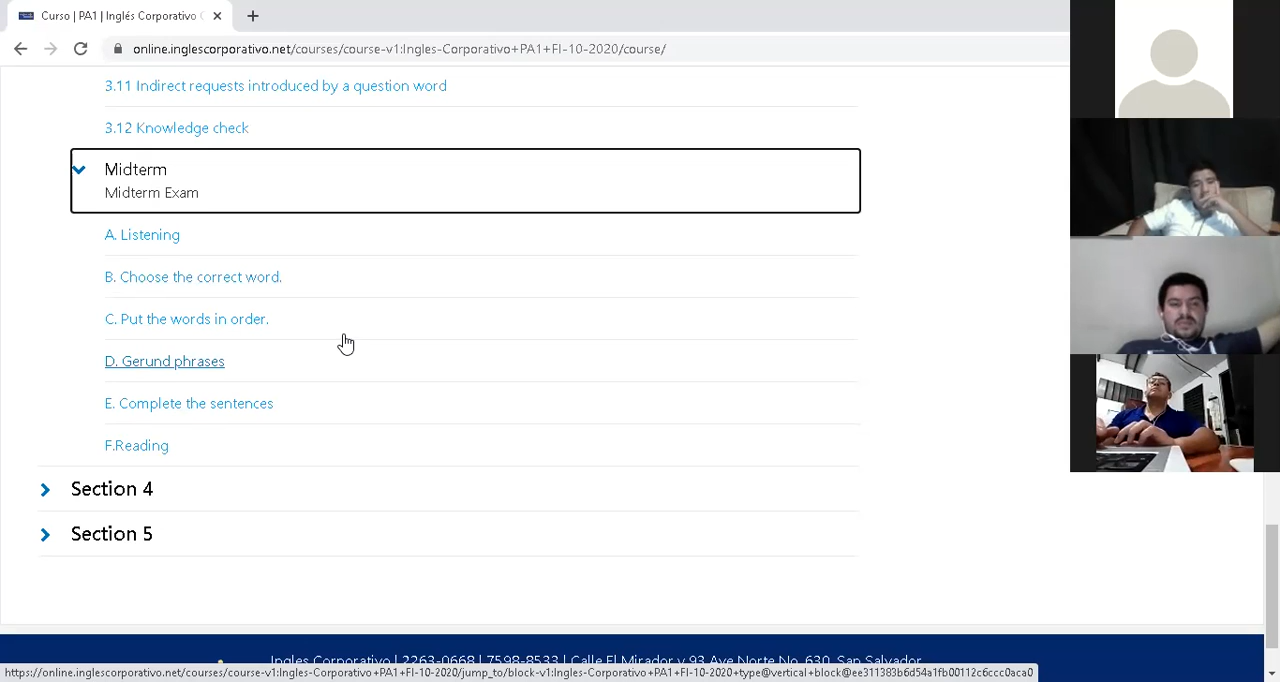 Curso | PA1 | Inglés Corporativo
online.inglescorporativo.net/courses/course-v1:Ingles-Corporativo+PA1+FI-10-2020/course/
3.11 Indirect requests introduced by a question word
3.12 Knowledge check
Midterm
Midterm Exam
A. Listening
B. Choose the correct word.
C. Put the words in order.
D. Gerund phrases
E. Complete the sentences
F.Reading
Section 4
Section 5
Ingles Corporativo | 2263-0668 | 7598-8533 | Calle El Mirador y 93 Ave Norte No. 630, San Salvador
https://online.inglescorporativo.net/courses/course-v1:Ingles-Corporativo+PA1+FI-10-2020/jump_to/block-v1:Ingles-Corporativo+PA1+FI-10-2020+type@vertical+block@ee311383b6d54a1fb00112c6ccc0aca0